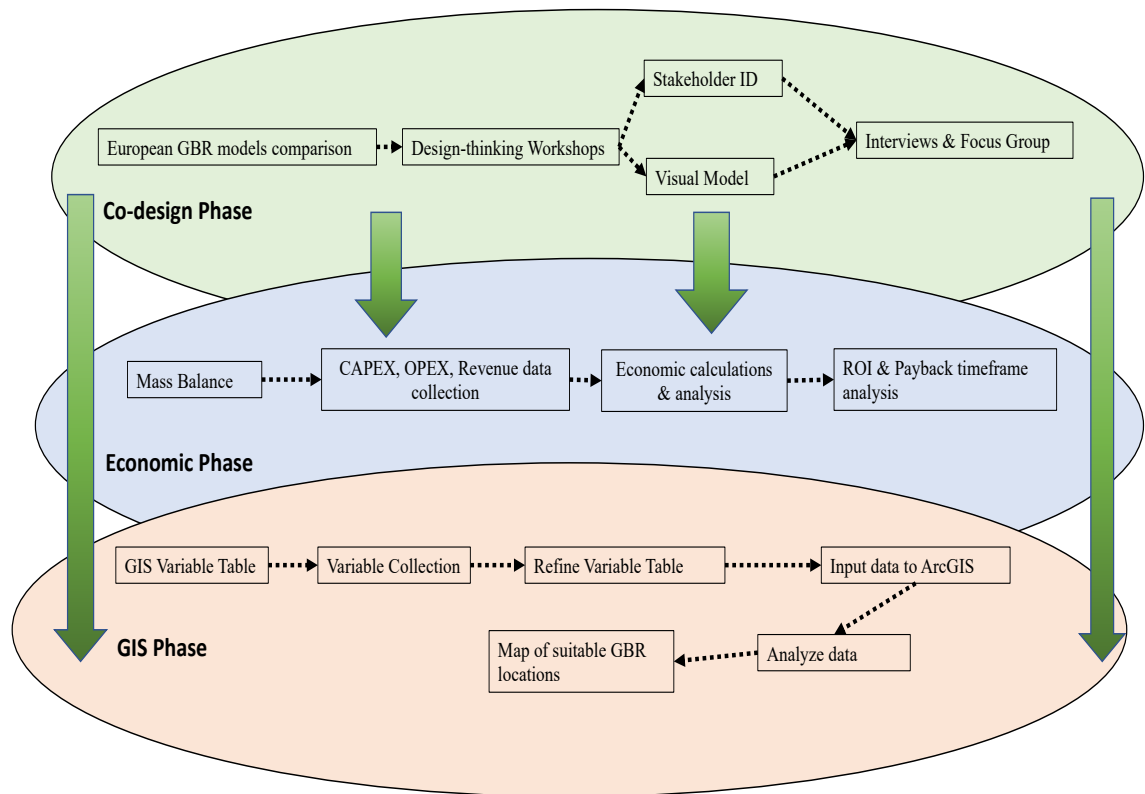 Stakeholder ID
European GBR models comparison
Design-thinking Workshops
Interviews & Focus Group
Visual Model
Co-design Phase
Mass Balance
CAPEX, OPEX, Revenue data
collection
Economic calculations
& analysis
ROI & Payback timeframe
analysis
Economic Phase
GIS Variable Table
Variable Collection
Refine Variable Table
Input data to ArcGIS
GIS Phase
Map of suitable GBR
locations
Analyze data